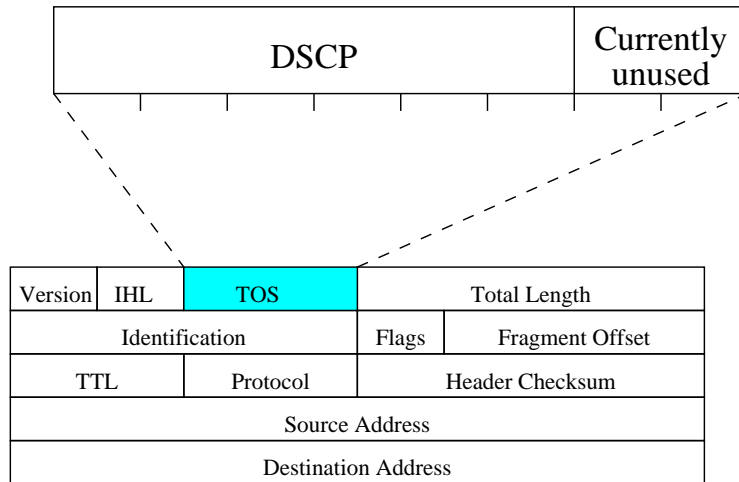 DSCP
Currently
unused
Version IHL TOS Total Length
Identification Flags Fragment Offset
TTL Protocol Header Checksum
Source Address
Destination Address